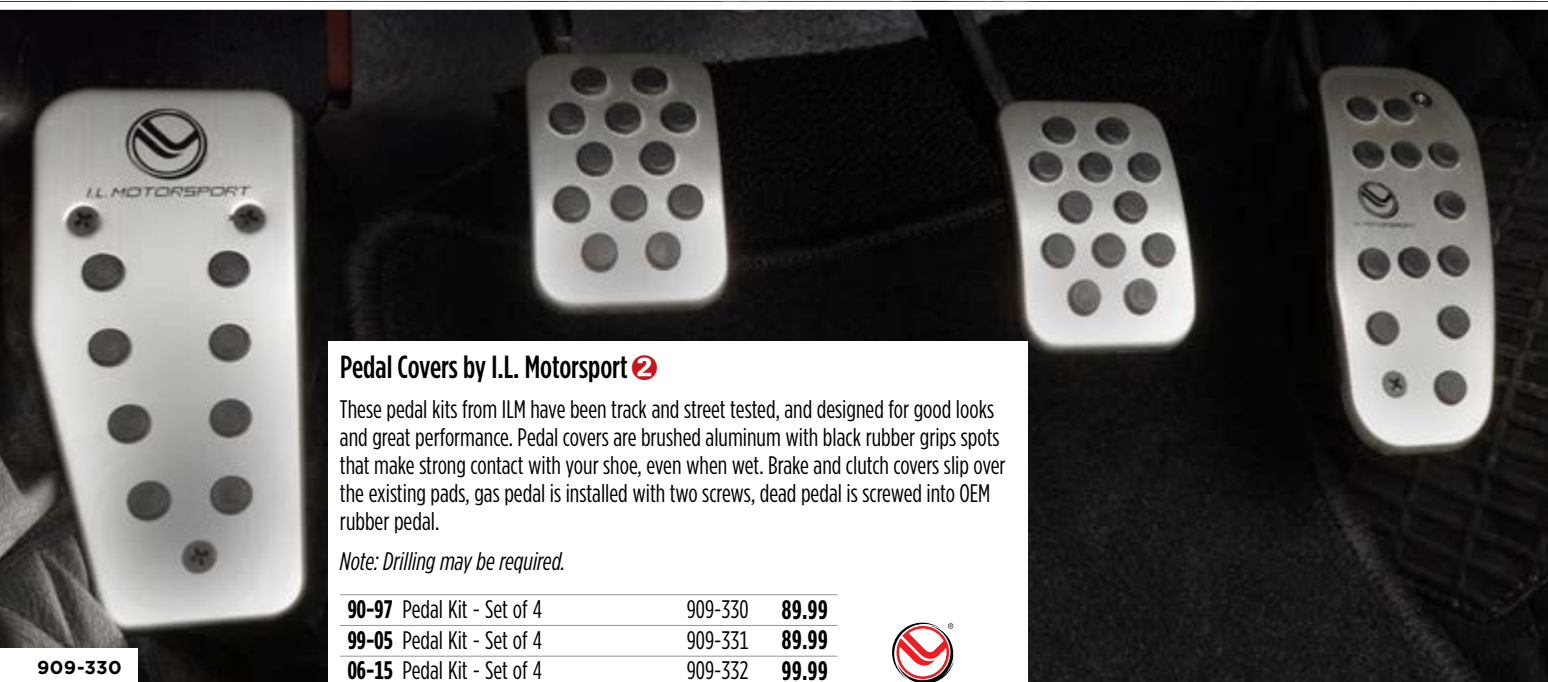 I.L. MOTORSPORT
I.L. MOTORSPORT
Pedal Covers by I.L. Motorsport 2
These pedal kits from ILM have been track and street tested, and designed for good looks
and great performance. Pedal covers are brushed aluminum with black rubber grips spots
that make strong contact with your shoe, even when wet. Brake and clutch covers slip over
the existing pads, gas pedal is installed with two screws, dead pedal is screwed into OEM
rubber pedal.
Note: Drilling may be required.
90-97 Pedal Kit - Set of 4 909-330 89.99
99-05 Pedal Kit - Set of 4 909-331 89.99
06-15 Pedal Kit - Set of 4 909-332 99.99
®
909-330